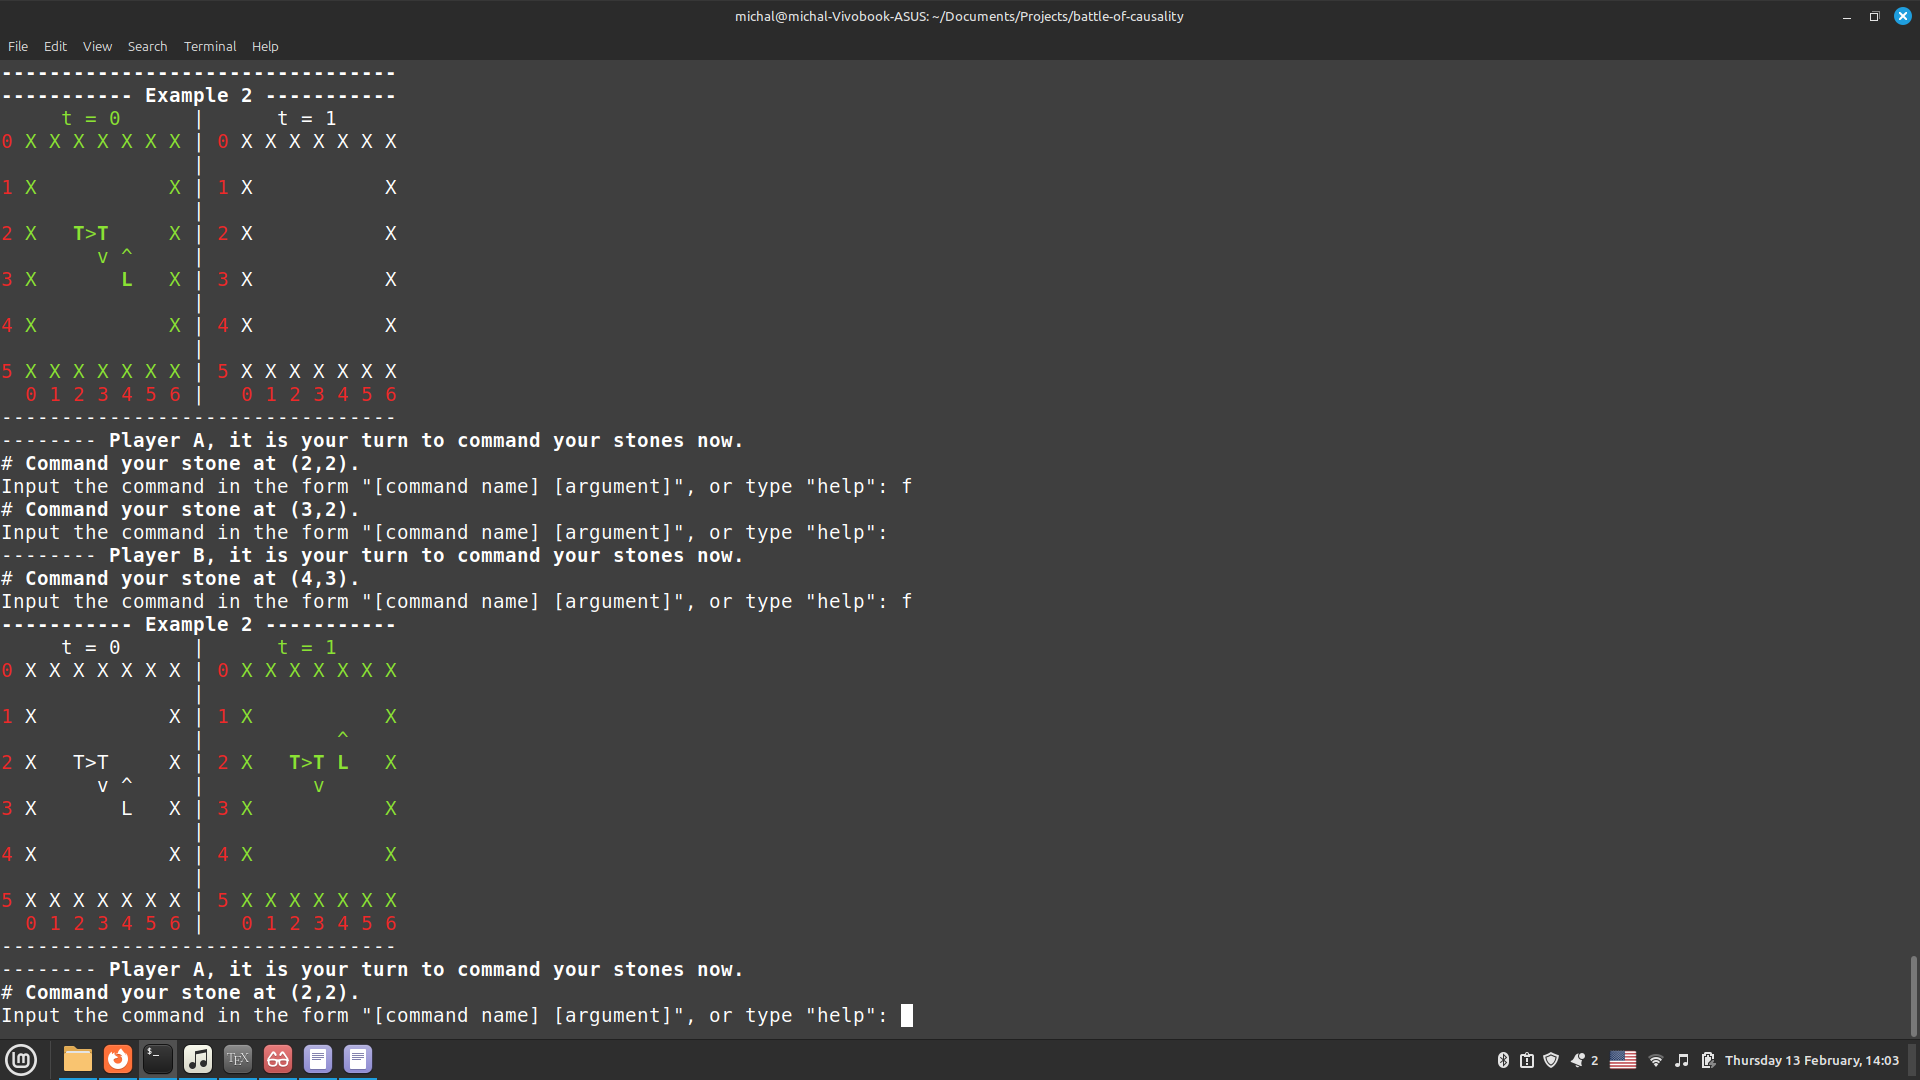 michal@michal-Vivobook-ASUS: ~/Documents/Projects/battle-of-causality
File Edit View Search Terminal Help
---------------------------------
----------- Example 2 -----------
     t = 0      |      t = 1
0 X X X X X X X | 0 X X X X X X X
                |
1 X           X | 1 X           X
                |
2 X   T>T     X | 2 X           X
        v ^     |
3 X       L   X | 3 X           X
                |
4 X           X | 4 X           X
                |
5 X X X X X X X | 5 X X X X X X X
  0 1 2 3 4 5 6 |   0 1 2 3 4 5 6
---------------------------------
-------- Player A, it is your turn to command your stones now.
# Command your stone at (2,2).
Input the command in the form "[command name] [argument]", or type "help": f
# Command your stone at (3,2).
Input the command in the form "[command name] [argument]", or type "help":
-------- Player B, it is your turn to command your stones now.
# Command your stone at (4,3).
Input the command in the form "[command name] [argument]", or type "help": f
----------- Example 2 -----------
     t = 0      |      t = 1
0 X X X X X X X | 0 X X X X X X X
                |
1 X           X | 1 X           X
                |           ^
2 X   T>T     X | 2 X   T>T L   X
        v ^     |         v
3 X       L   X | 3 X           X
                |
4 X           X | 4 X           X
                |
5 X X X X X X X | 5 X X X X X X X
  0 1 2 3 4 5 6 |   0 1 2 3 4 5 6
---------------------------------
-------- Player A, it is your turn to command your stones now.
# Command your stone at (2,2).
Input the command in the form "[command name] [argument]", or type "help":
lm $_ TEX 2 Thursday 13 February, 14:03